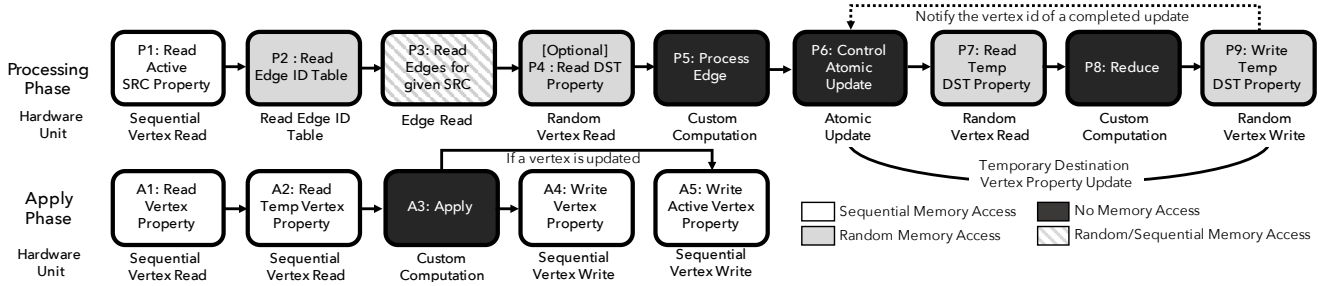 Notify the vertex id of a completed update
Processing
Phase
P1: Read
Active
SRC Property
P2 : Read
Edge ID Table
P3: Read
Edges for
given SRC
[Optional]
P4 : Read DST
Property
P5: Process
Edge
P6: Control
Atomic
Update
P7: Read
Temp
DST Property
P8: Reduce
P9: Write
Temp
DST Property
Hardware
Unit
Sequential
Vertex Read
Read Edge ID
Table
Edge Read
Random
Vertex Read
Custom
Computation
Atomic
Update
Random
Vertex Read
Custom
Computation
Random
Vertex Write
If a vertex is updated
Temporary Destination
Vertex Property Update
Apply
Phase
A1: Read
Vertex
Property
A2: Read
Temp Vertex
Property
A3: Apply
A4: Write
Vertex
Property
A5: Write
Active Vertex
Property
Hardware
Unit
Sequential
Vertex Read
Sequential
Vertex Read
Custom
Computation
Sequential
Vertex Write
Sequential
Vertex Write
Sequential Memory Access
No Memory Access
Random Memory Access
Random/Sequential Memory Access